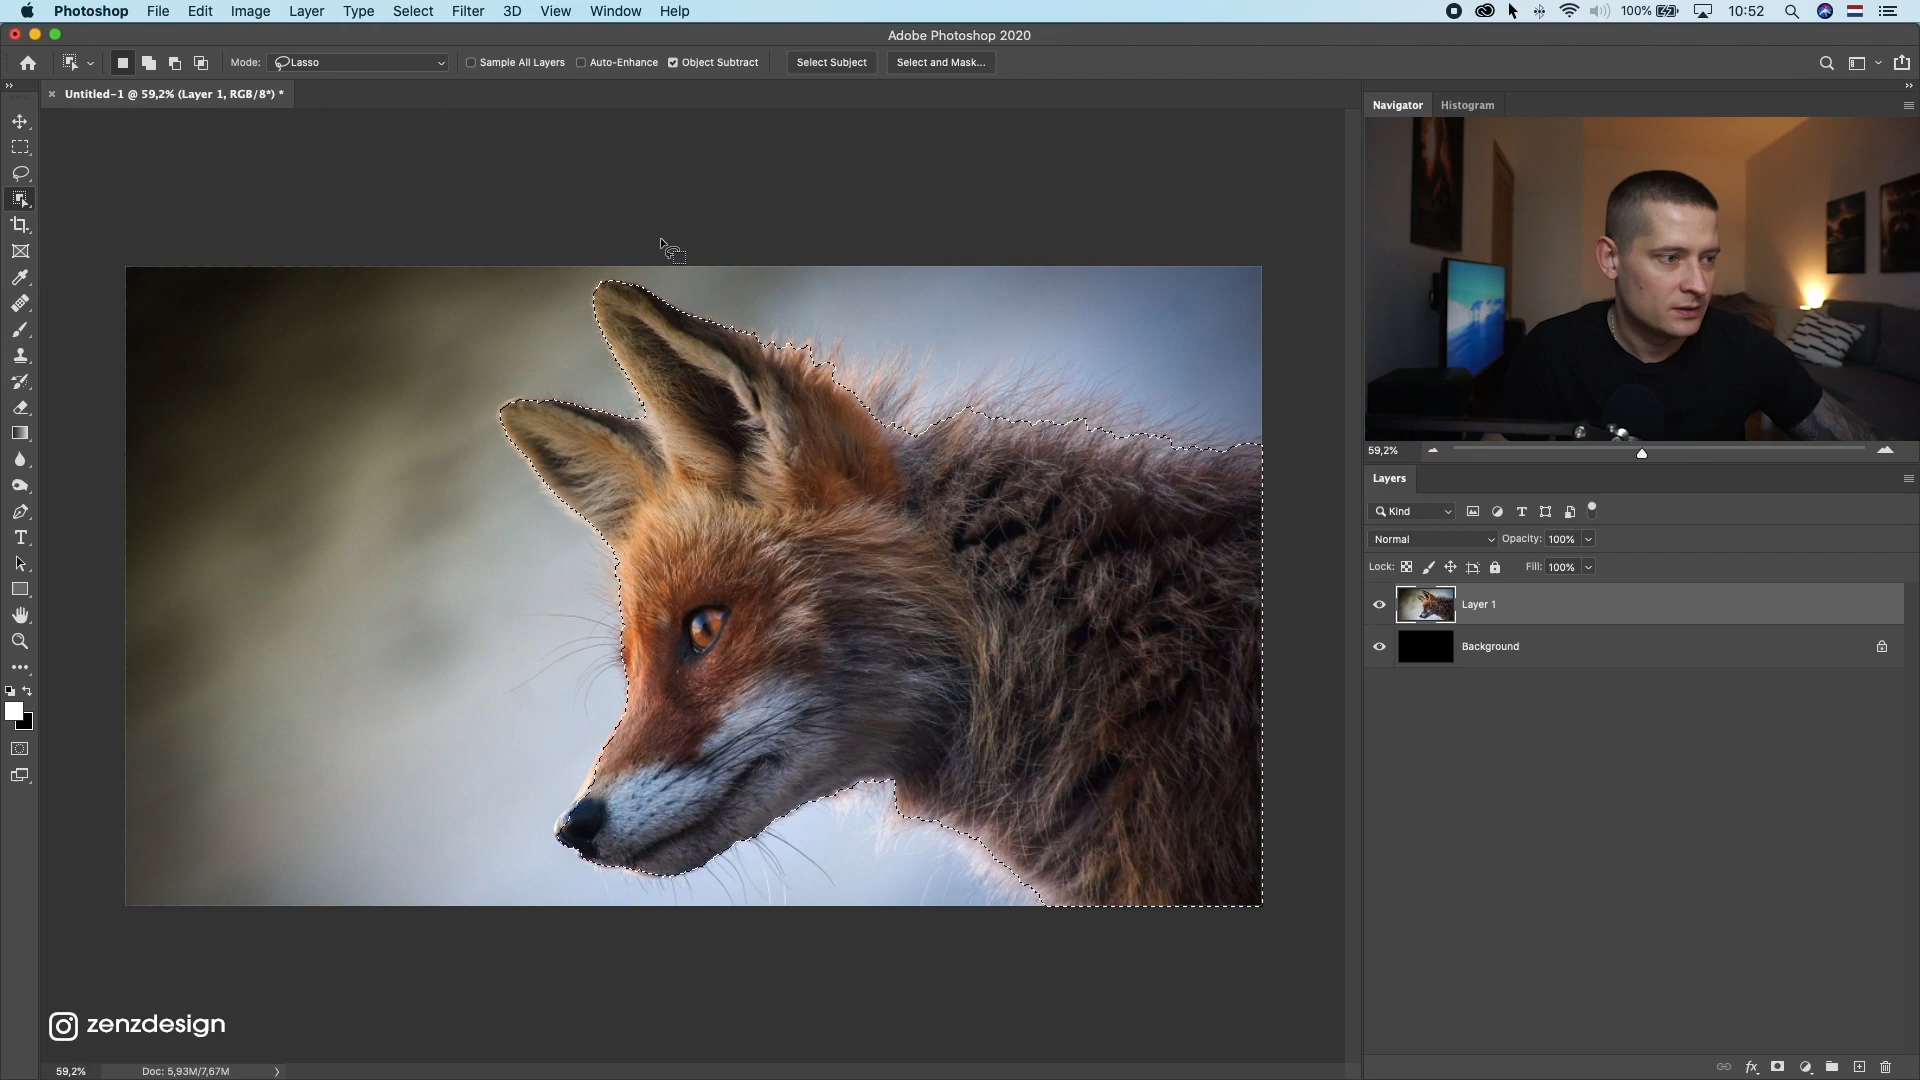 Photoshop File Edit Image Layer Type Select Filter 3D View Window Help 100% 10:52
Adobe Photoshop 2020
Mode: Lasso Sample All Layers Auto-Enhance Object Subtract Select Subject Select and Mask...
Untitled-1 @ 59,2% (Layer 1, RGB/8*) *
Navigator Histogram
59,2%
Layers
Kind
Normal Opacity: 100%
Lock: Fill: 100%
Layer 1
Background
zenzdesign
59,2% Doc: 5,93M/7,67M
fx